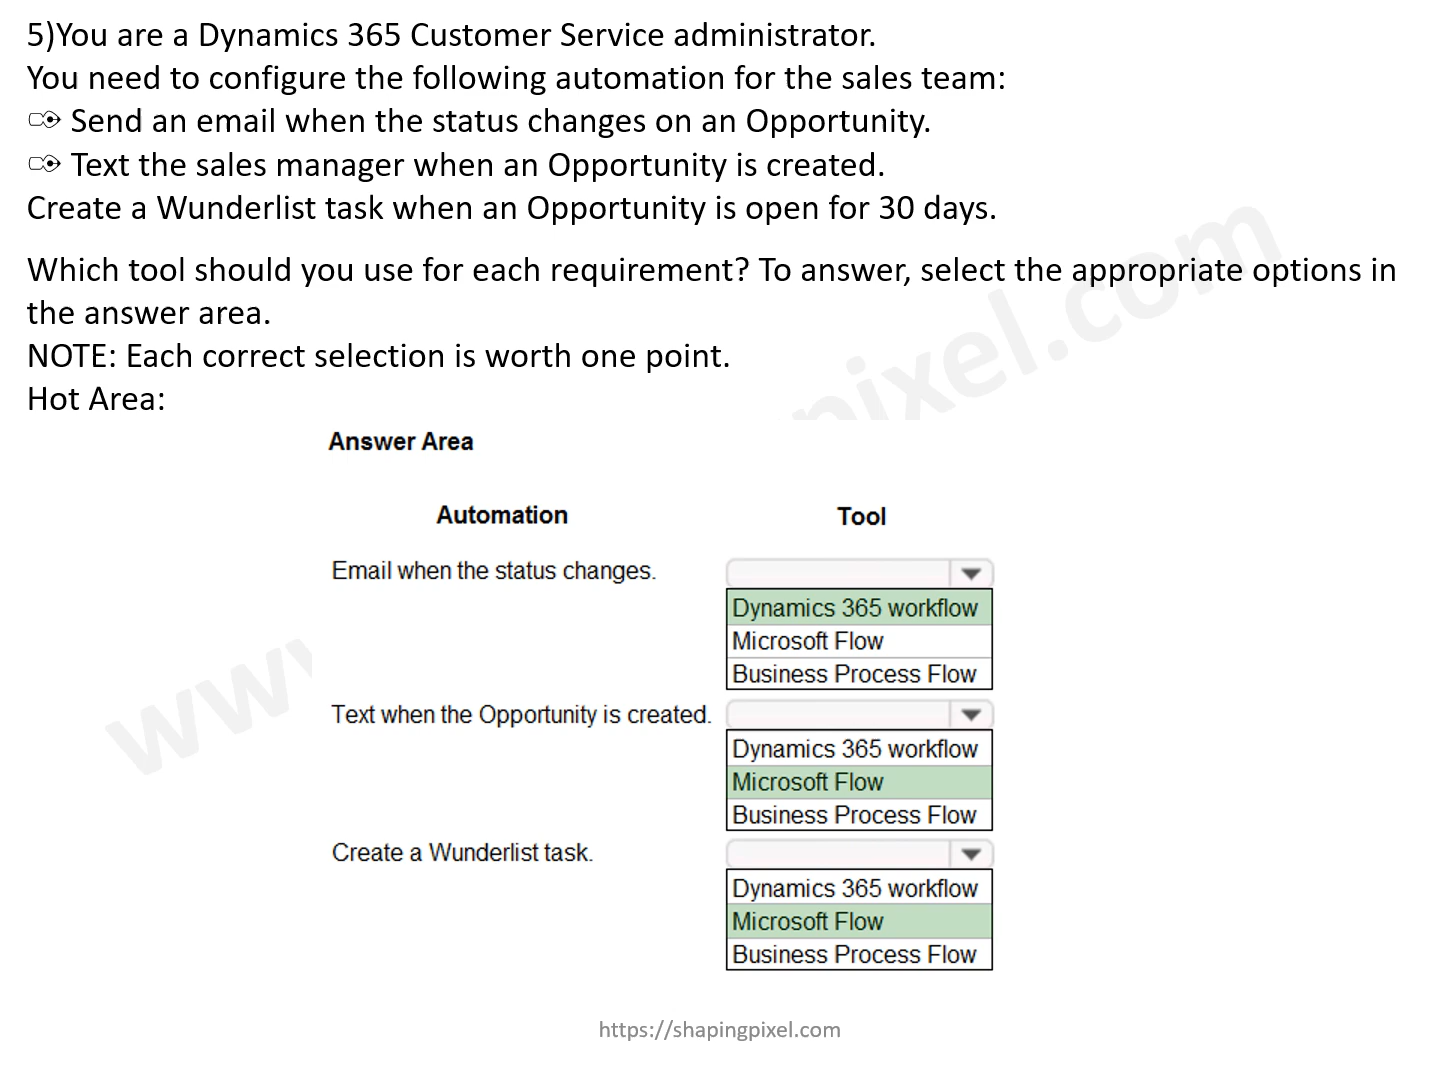 5)You are a Dynamics 365 Customer Service administrator.
You need to configure the following automation for the sales team:
Send an email when the status changes on an Opportunity.
Text the sales manager when an Opportunity is created.
Create a Wunderlist task when an Opportunity is open for 30 days.
Which tool should you use for each requirement? To answer, select the appropriate options in
the answer area.
NOTE: Each correct selection is worth one point.
Hot Area:
Answer Area
Automation Tool
Email when the status changes.
Dynamics 365 workflow
Microsoft Flow
Business Process Flow
Text when the Opportunity is created.
Dynamics 365 workflow
Microsoft Flow
Business Process Flow
Create a Wunderlist task.
Dynamics 365 workflow
Microsoft Flow
Business Process Flow
https://shapingpixel.com